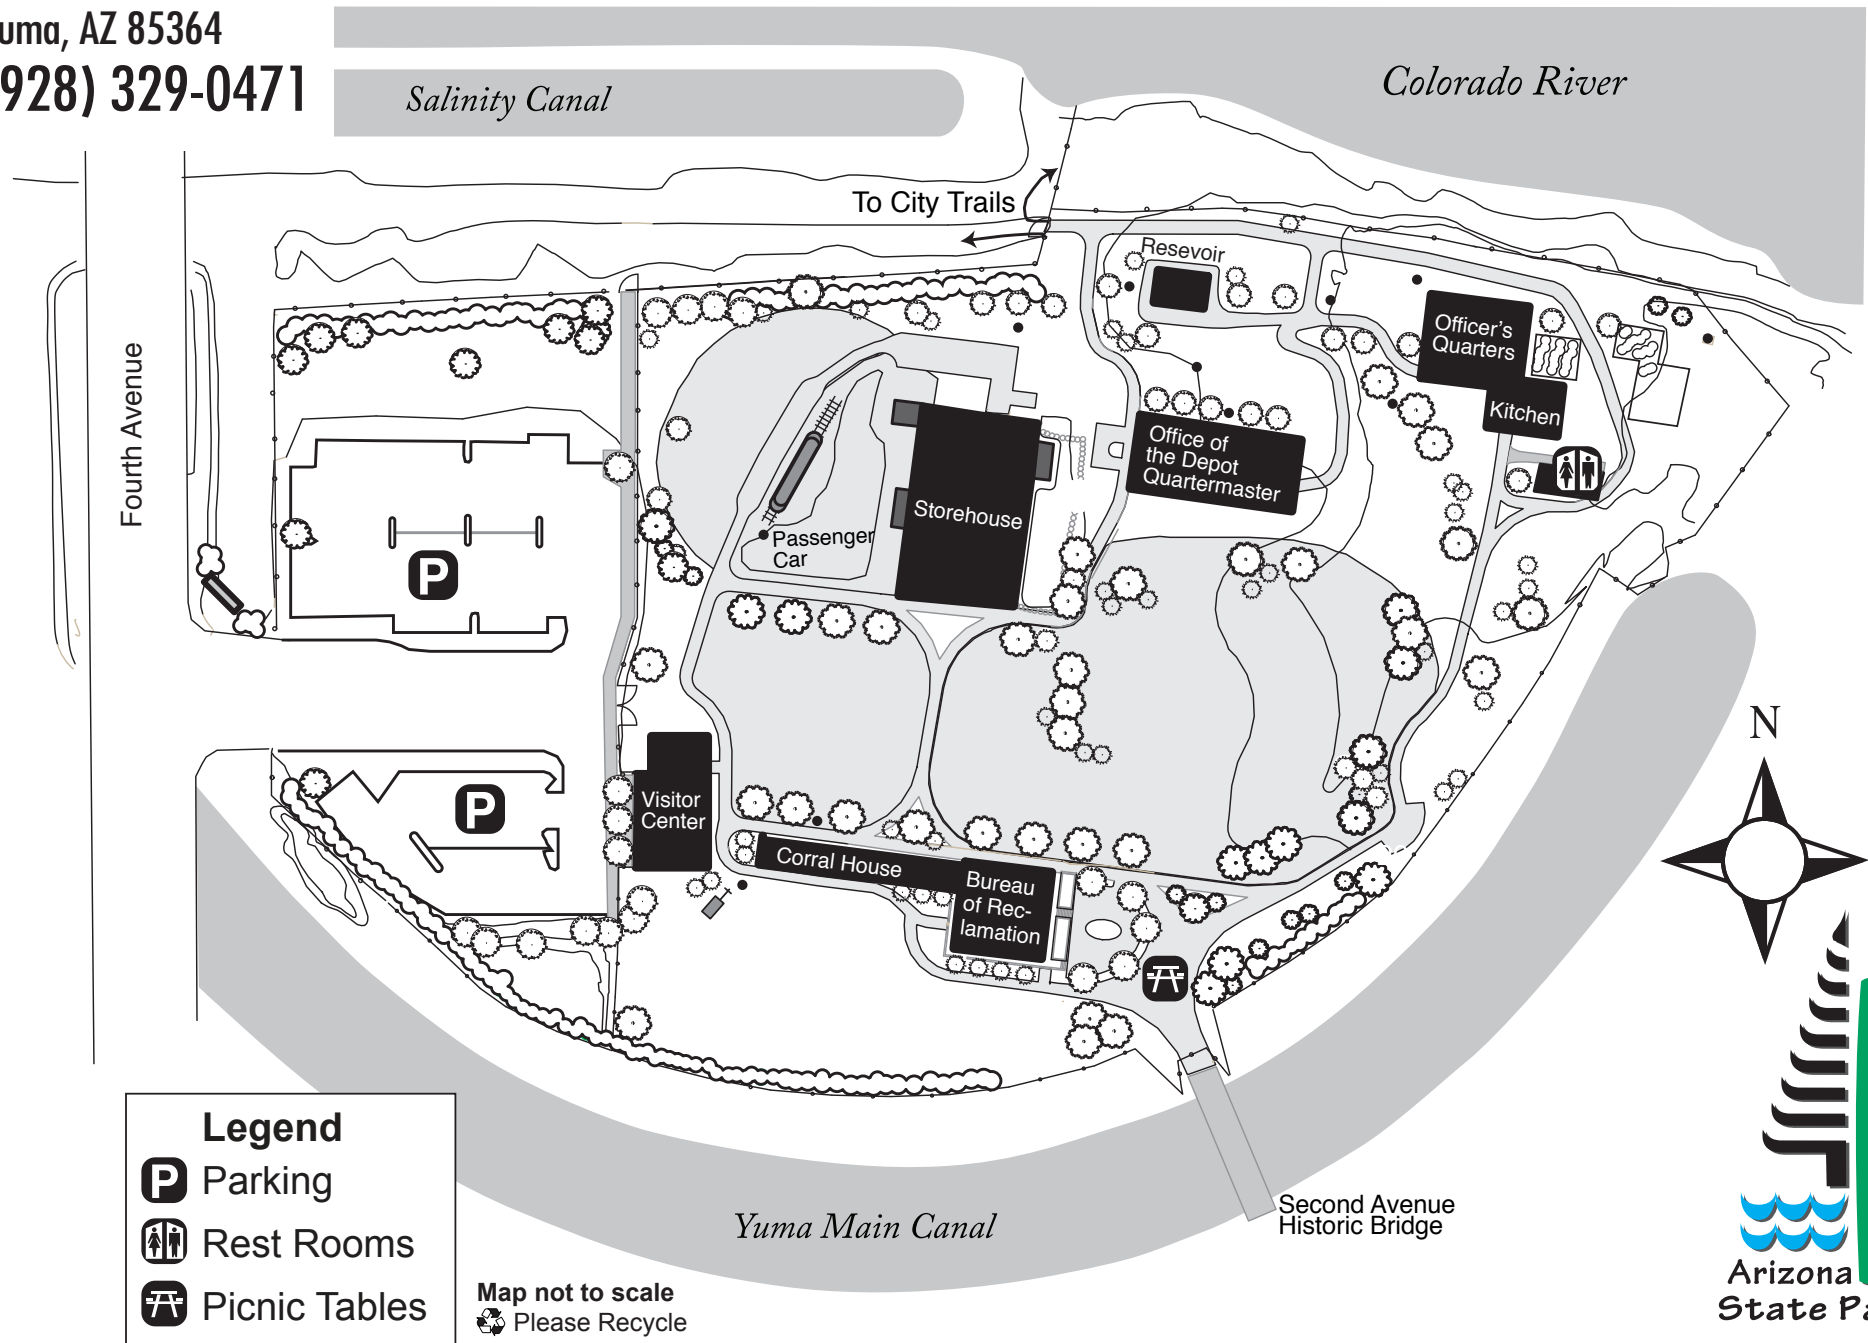 uma, AZ 85364
928) 329-0471
Salinity Canal
Colorado River
To City Trails
Resevoir
Officer's
Quarters
Kitchen
Fourth Avenue
Office of
the Depot
Quartermaster
Storehouse
Passenger
Car
P
P
Visitor
Center
Corral House
Bureau
of Rec-
lamation
N
Legend
P Parking
Rest Rooms
Picnic Tables
Yuma Main Canal
Second Avenue
Historic Bridge
Map not to scale
Please Recycle
Arizona
State Pa